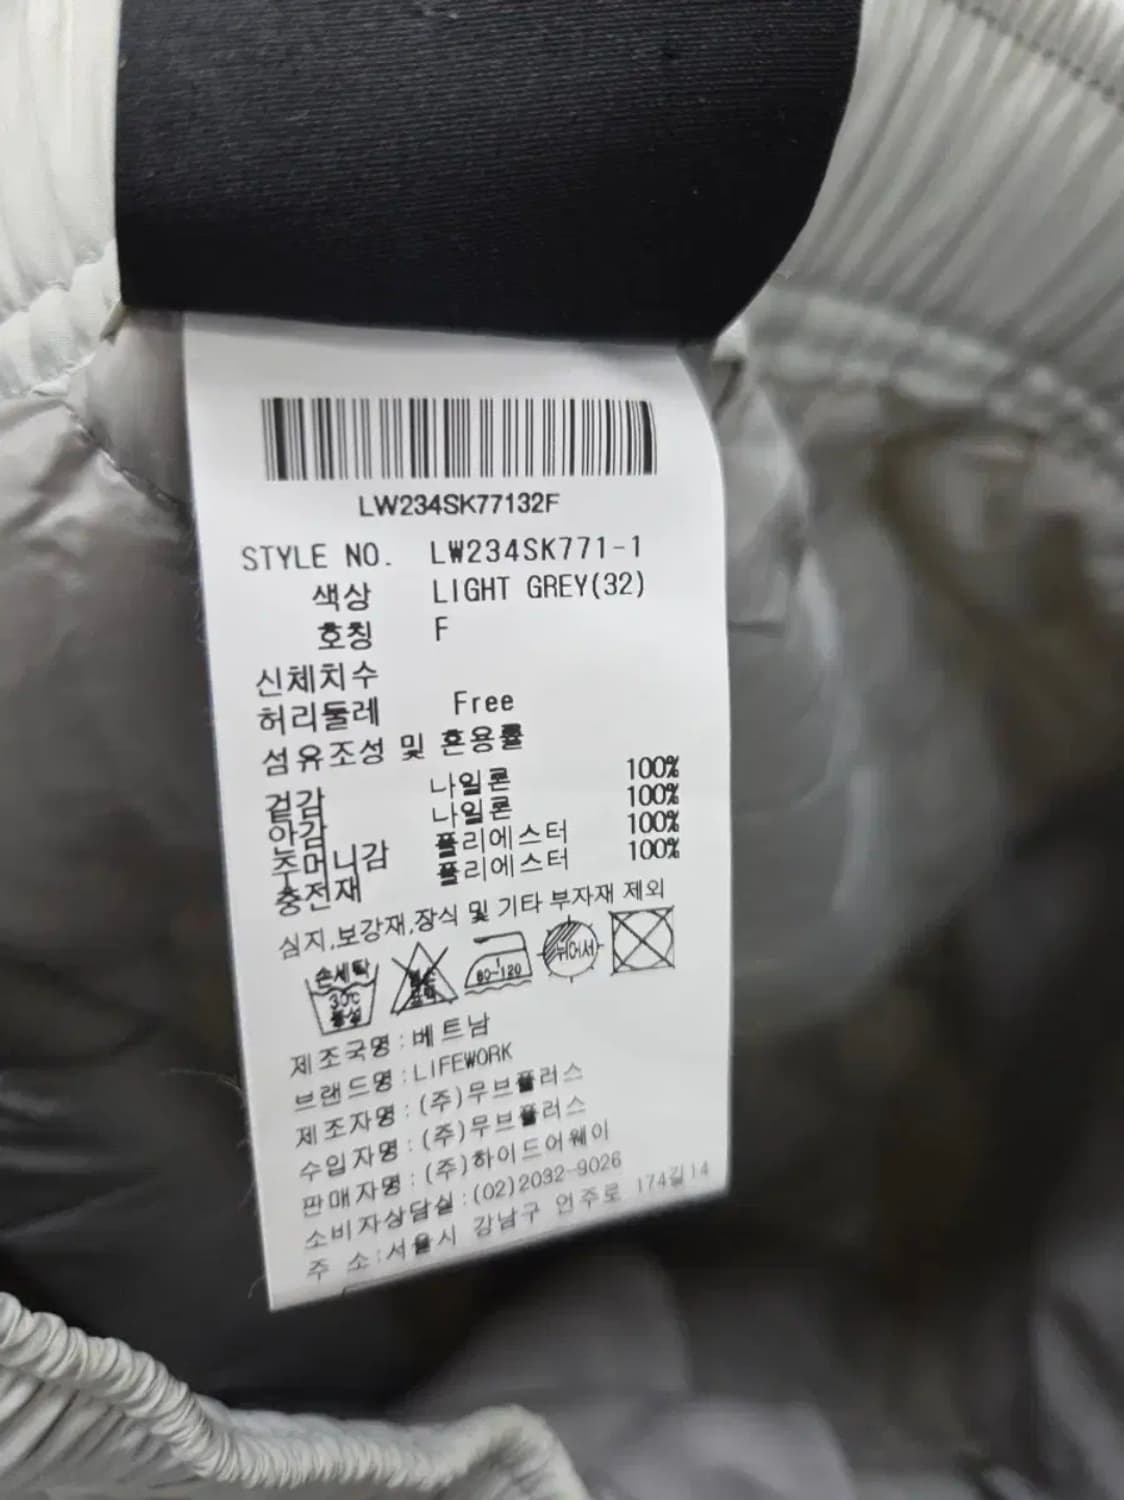 LW234SK77132F
STYLE NO. LW234SK771-1
색상 LIGHT GREY(32)
호칭 F
신체치수
허리둘레 Free
섬유조성 및 혼용률
겉감 나일론 100%
안감 나일론 100%
주머니감 폴리에스터 100%
충전재 폴리에스터 100%
심지,보강재,장식 및 기타 부자재 제외
손세탁 30℃ 중성
80~120
뉘어서
제조국명:베트남
브랜드명:LIFEWORK
제조자명:(주)무브플러스
수입자명:(주)무브플러스
판매자명:(주)하이드어웨이
소비자상담실:(02)2032-9026
주 소:서울시 강남구 언주로 174길14